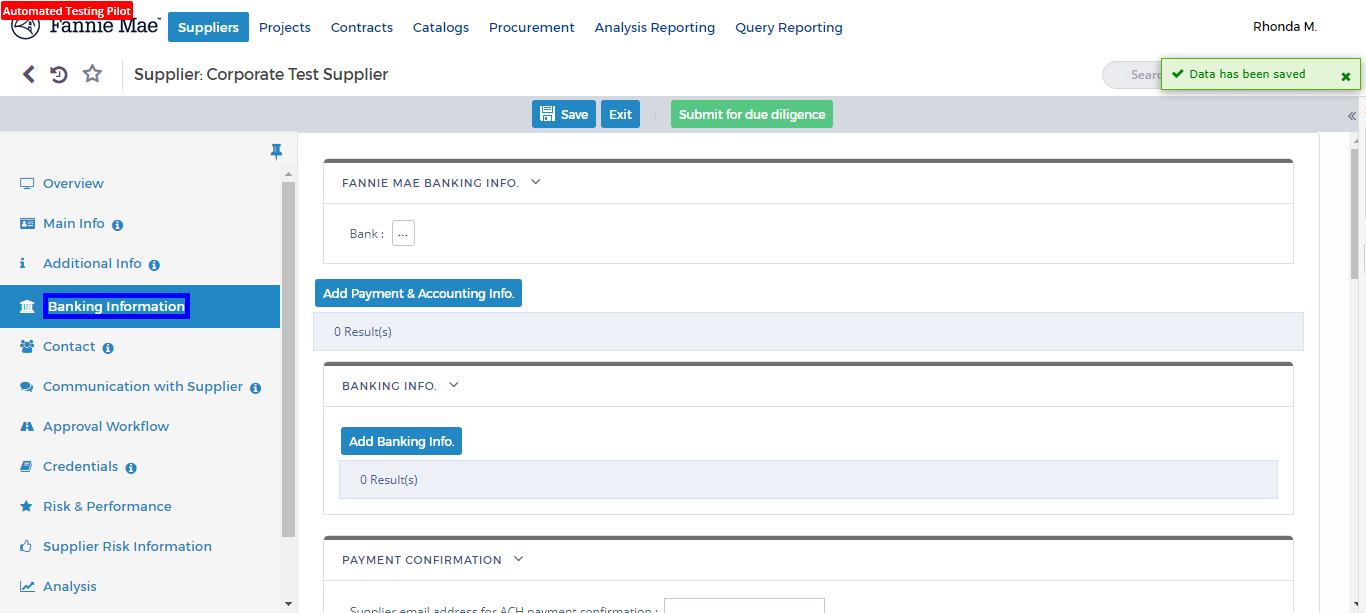 Automated Testing Pilot
Fannie Mae
Suppliers Projects Contracts Catalogs Procurement Analysis Reporting Query Reporting Rhonda M.
Supplier: Corporate Test Supplier
Searc
Data has been saved
Save Exit Submit for due diligence
Overview
Main Info
Additional Info
Banking Information
Contact
Communication with Supplier
Approval Workflow
Credentials
Risk & Performance
Supplier Risk Information
Analysis
FANNIE MAE BANKING INFO.
Bank : ...
Add Payment & Accounting Info.
0 Result(s)
BANKING INFO.
Add Banking Info.
0 Result(s)
PAYMENT CONFIRMATION
Supplier email address for ACH payment confirmation :